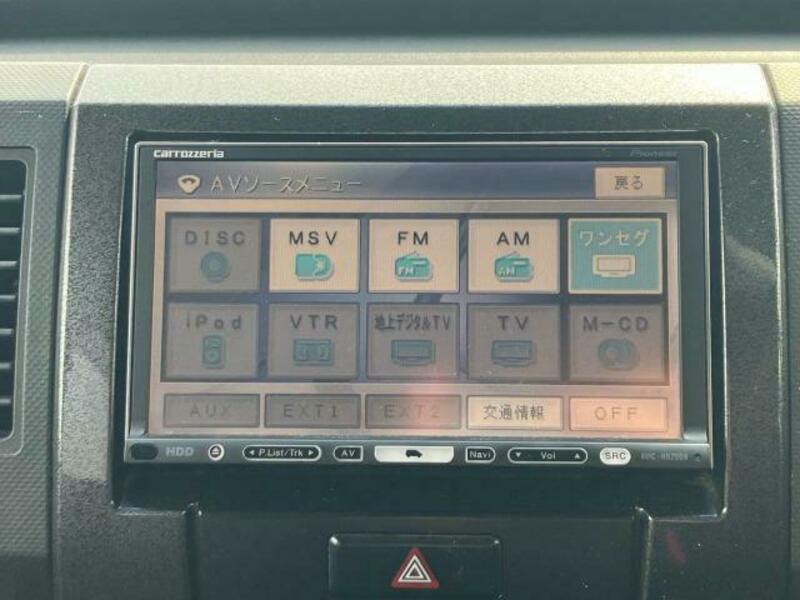 carrozzeria Pioneer
AVソースメニュー 戻る
DISC MSV FM AM ワンセグ
FM AM
iPod VTR 地上デジタルTV TV M-CD
AUX EXT1 EXT2 交通情報 OFF
HDD P.List/Trk AV Navi Vol SRC